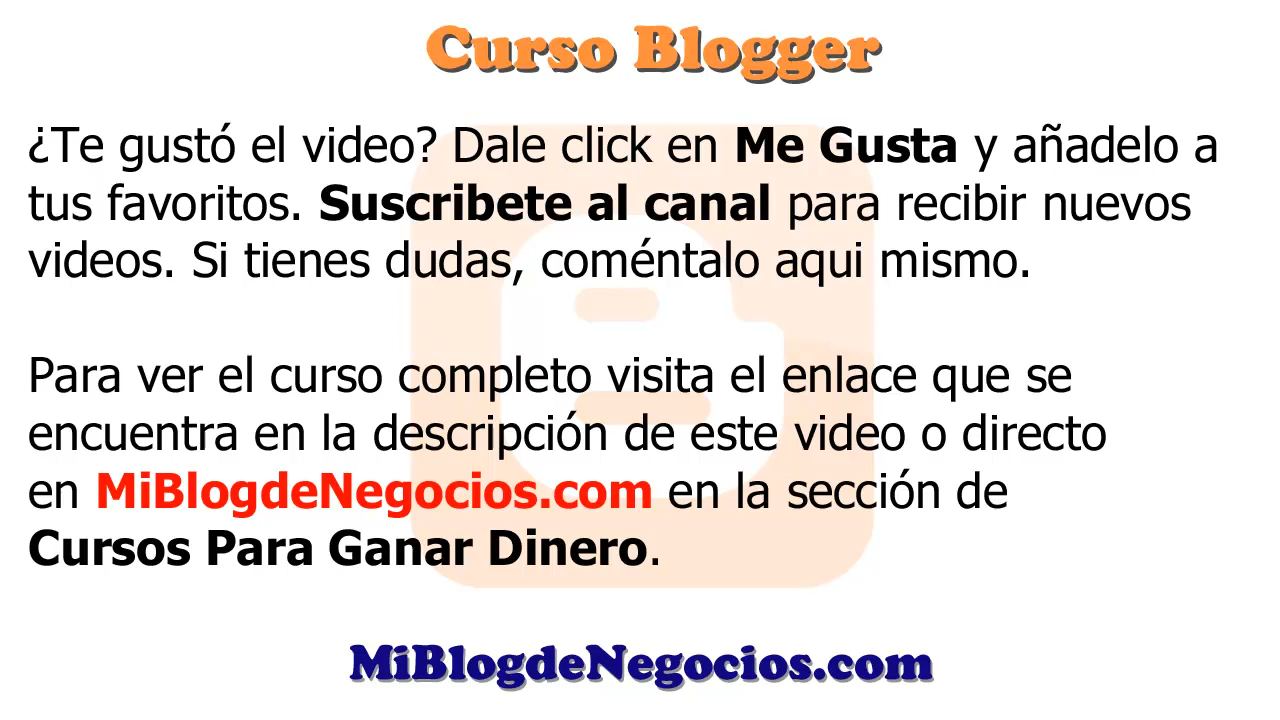 Curso Blogger
¿Te gustó el video? Dale click en Me Gusta y añadelo a
tus favoritos. Suscribete al canal para recibir nuevos
videos. Si tienes dudas, coméntalo aqui mismo.
Para ver el curso completo visita el enlace que se
encuentra en la descripción de este video o directo
en MiBlogdeNegocios.com en la sección de
Cursos Para Ganar Dinero.
MiBlogdeNegocios.com